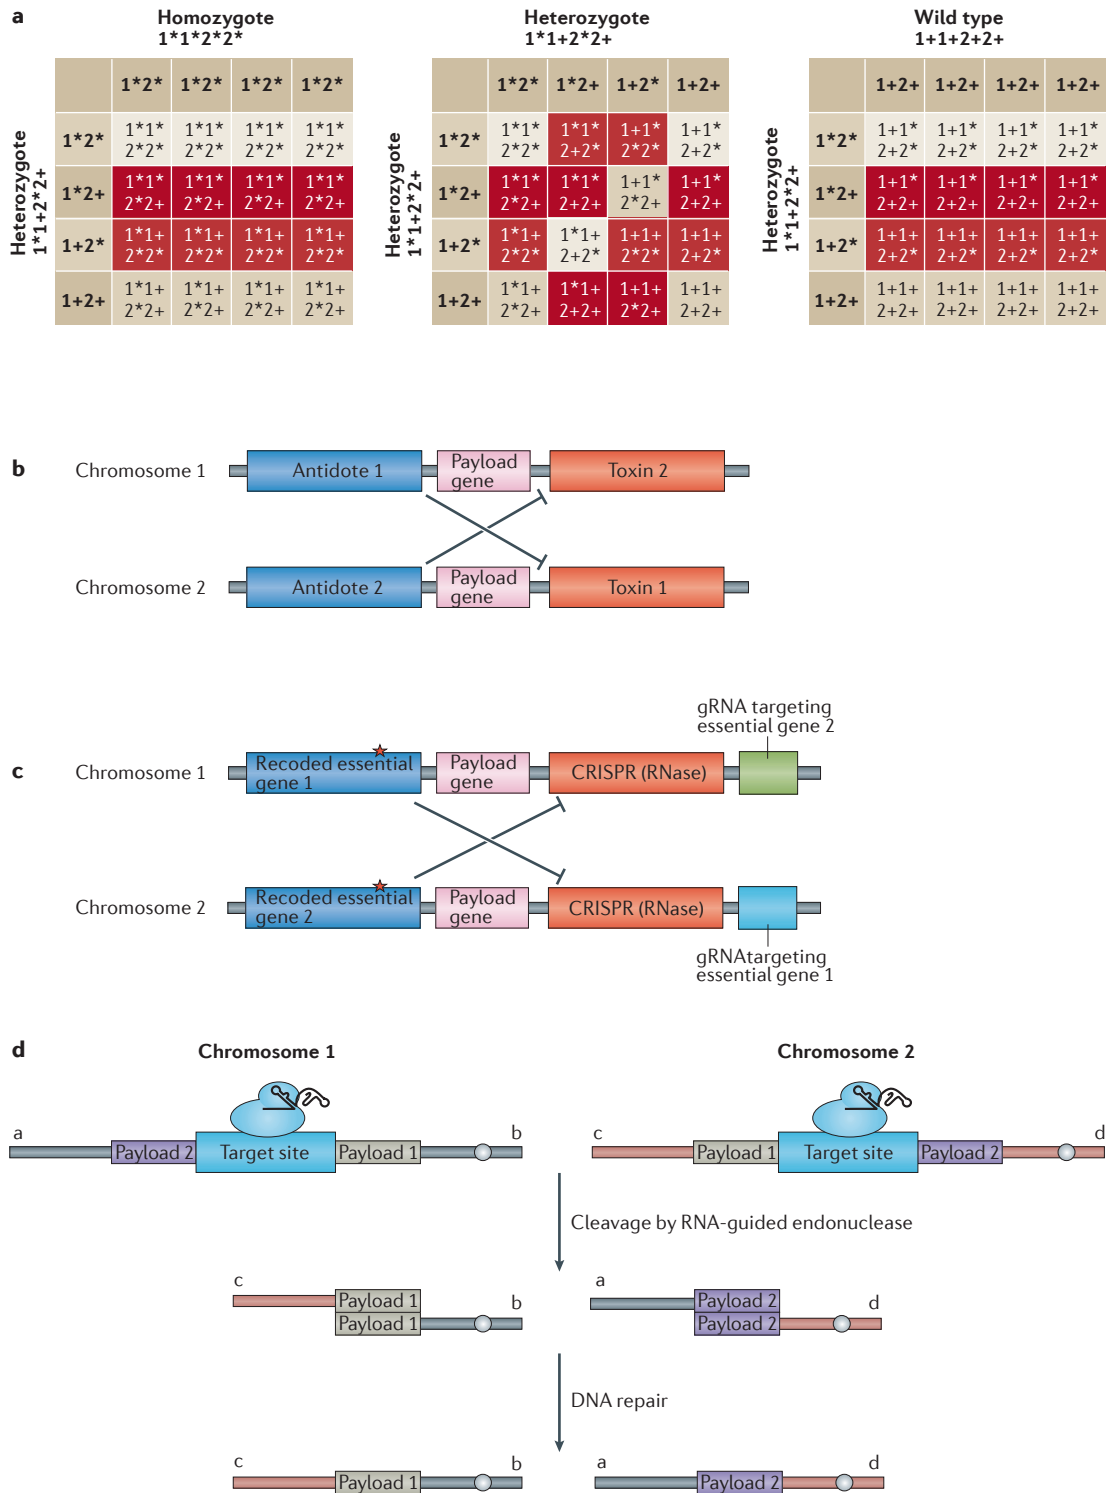 a
Homozygote
1*1*2*2*
Heterozygote
1*1+2*2+
1*2* 1*2* 1*2* 1*2*
1*2* 1*1* 1*1* 1*1* 1*1*
2*2* 2*2* 2*2* 2*2*
1*2+ 1*1* 1*1* 1*1* 1*1*
2*2+ 2*2+ 2*2+ 2*2+
1+2* 1*1+ 1*1+ 1*1+ 1*1+
2*2* 2*2* 2*2* 2*2*
1+2+ 1*1+ 1*1+ 1*1+ 1*1+
2*2+ 2*2+ 2*2+ 2*2+
Heterozygote
1*1+2*2+
Heterozygote
1*1+2*2+
1*2* 1*2+ 1+2* 1+2+
1*2* 1*1* 1*1* 1+1* 1+1*
2*2* 2+2* 2*2* 2+2*
1*2+ 1*1* 1*1* 1+1* 1+1*
2*2+ 2+2+ 2*2+ 2+2+
1+2* 1*1+ 1*1+ 1+1+ 1+1+
2*2* 2+2* 2*2* 2+2*
1+2+ 1*1+ 1*1+ 1+1+ 1+1+
2*2+ 2+2+ 2*2+ 2+2+
Wild type
1+1+2+2+
Heterozygote
1*1+2*2+
1+2+ 1+2+ 1+2+ 1+2+
1*2* 1+1* 1+1* 1+1* 1+1*
2+2* 2+2* 2+2* 2+2*
1*2+ 1+1* 1+1* 1+1* 1+1*
2+2+ 2+2+ 2+2+ 2+2+
1+2* 1+1+ 1+1+ 1+1+ 1+1+
2+2* 2+2* 2+2* 2+2*
1+2+ 1+1+ 1+1+ 1+1+ 1+1+
2+2+ 2+2+ 2+2+ 2+2+
b
Chromosome 1
Antidote 1
Payload
gene
Toxin 2
Chromosome 2
Antidote 2
Payload
gene
Toxin 1
c
gRNA targeting
essential gene 2
Chromosome 1
Recoded essential
gene 1
Payload
gene
CRISPR (RNase)
Chromosome 2
Recoded essential
gene 2
Payload
gene
CRISPR (RNase)
gRNAtargeting
essential gene 1
d
Chromosome 1
Chromosome 2
a
Payload 2
Target site
Payload 1
b
c
Payload 1
Target site
Payload 2
d
Cleavage by RNA-guided endonuclease
c
Payload 1
Payload 1
b
a
Payload 2
Payload 2
d
DNA repair
c
Payload 1
b
a
Payload 2
d